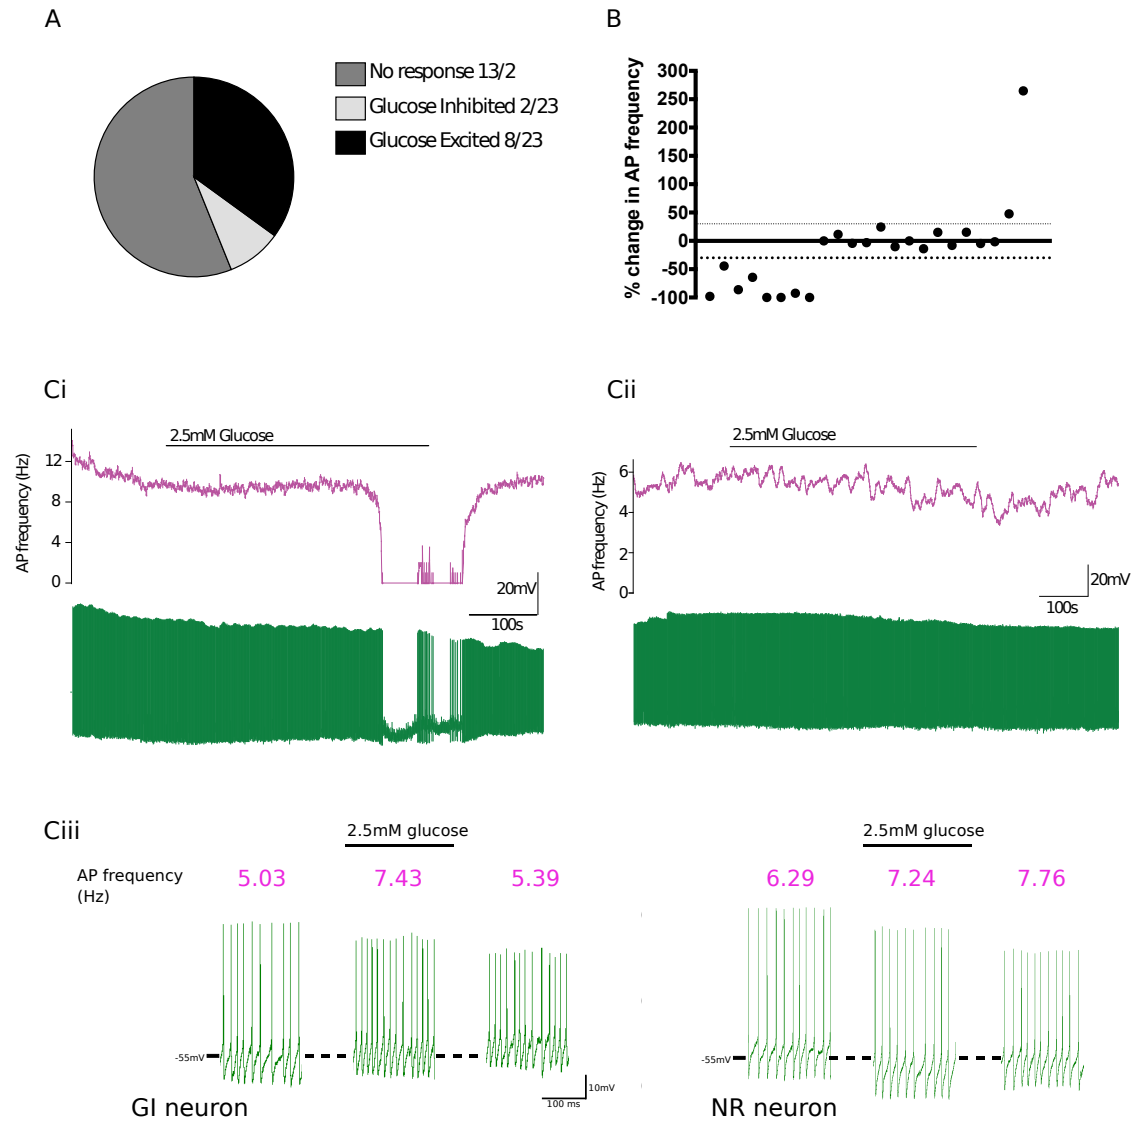 A
No response 13/2
Glucose Inhibited 2/23
Glucose Excited 8/23
B
% change in AP frequency
300
250
200
150
100
50
0
-50
-100
Ci
2.5mM Glucose
AP frequency (Hz)
12
8
4
0
20mV
100s
Cii
2.5mM Glucose
AP frequency (Hz)
6
4
2
0
20mV
100s
Ciii
2.5mM glucose
AP frequency
(Hz)
5.03
7.43
5.39
-55mV
10mV
100 ms
GI neuron
2.5mM glucose
6.29
7.24
7.76
-55mV
NR neuron